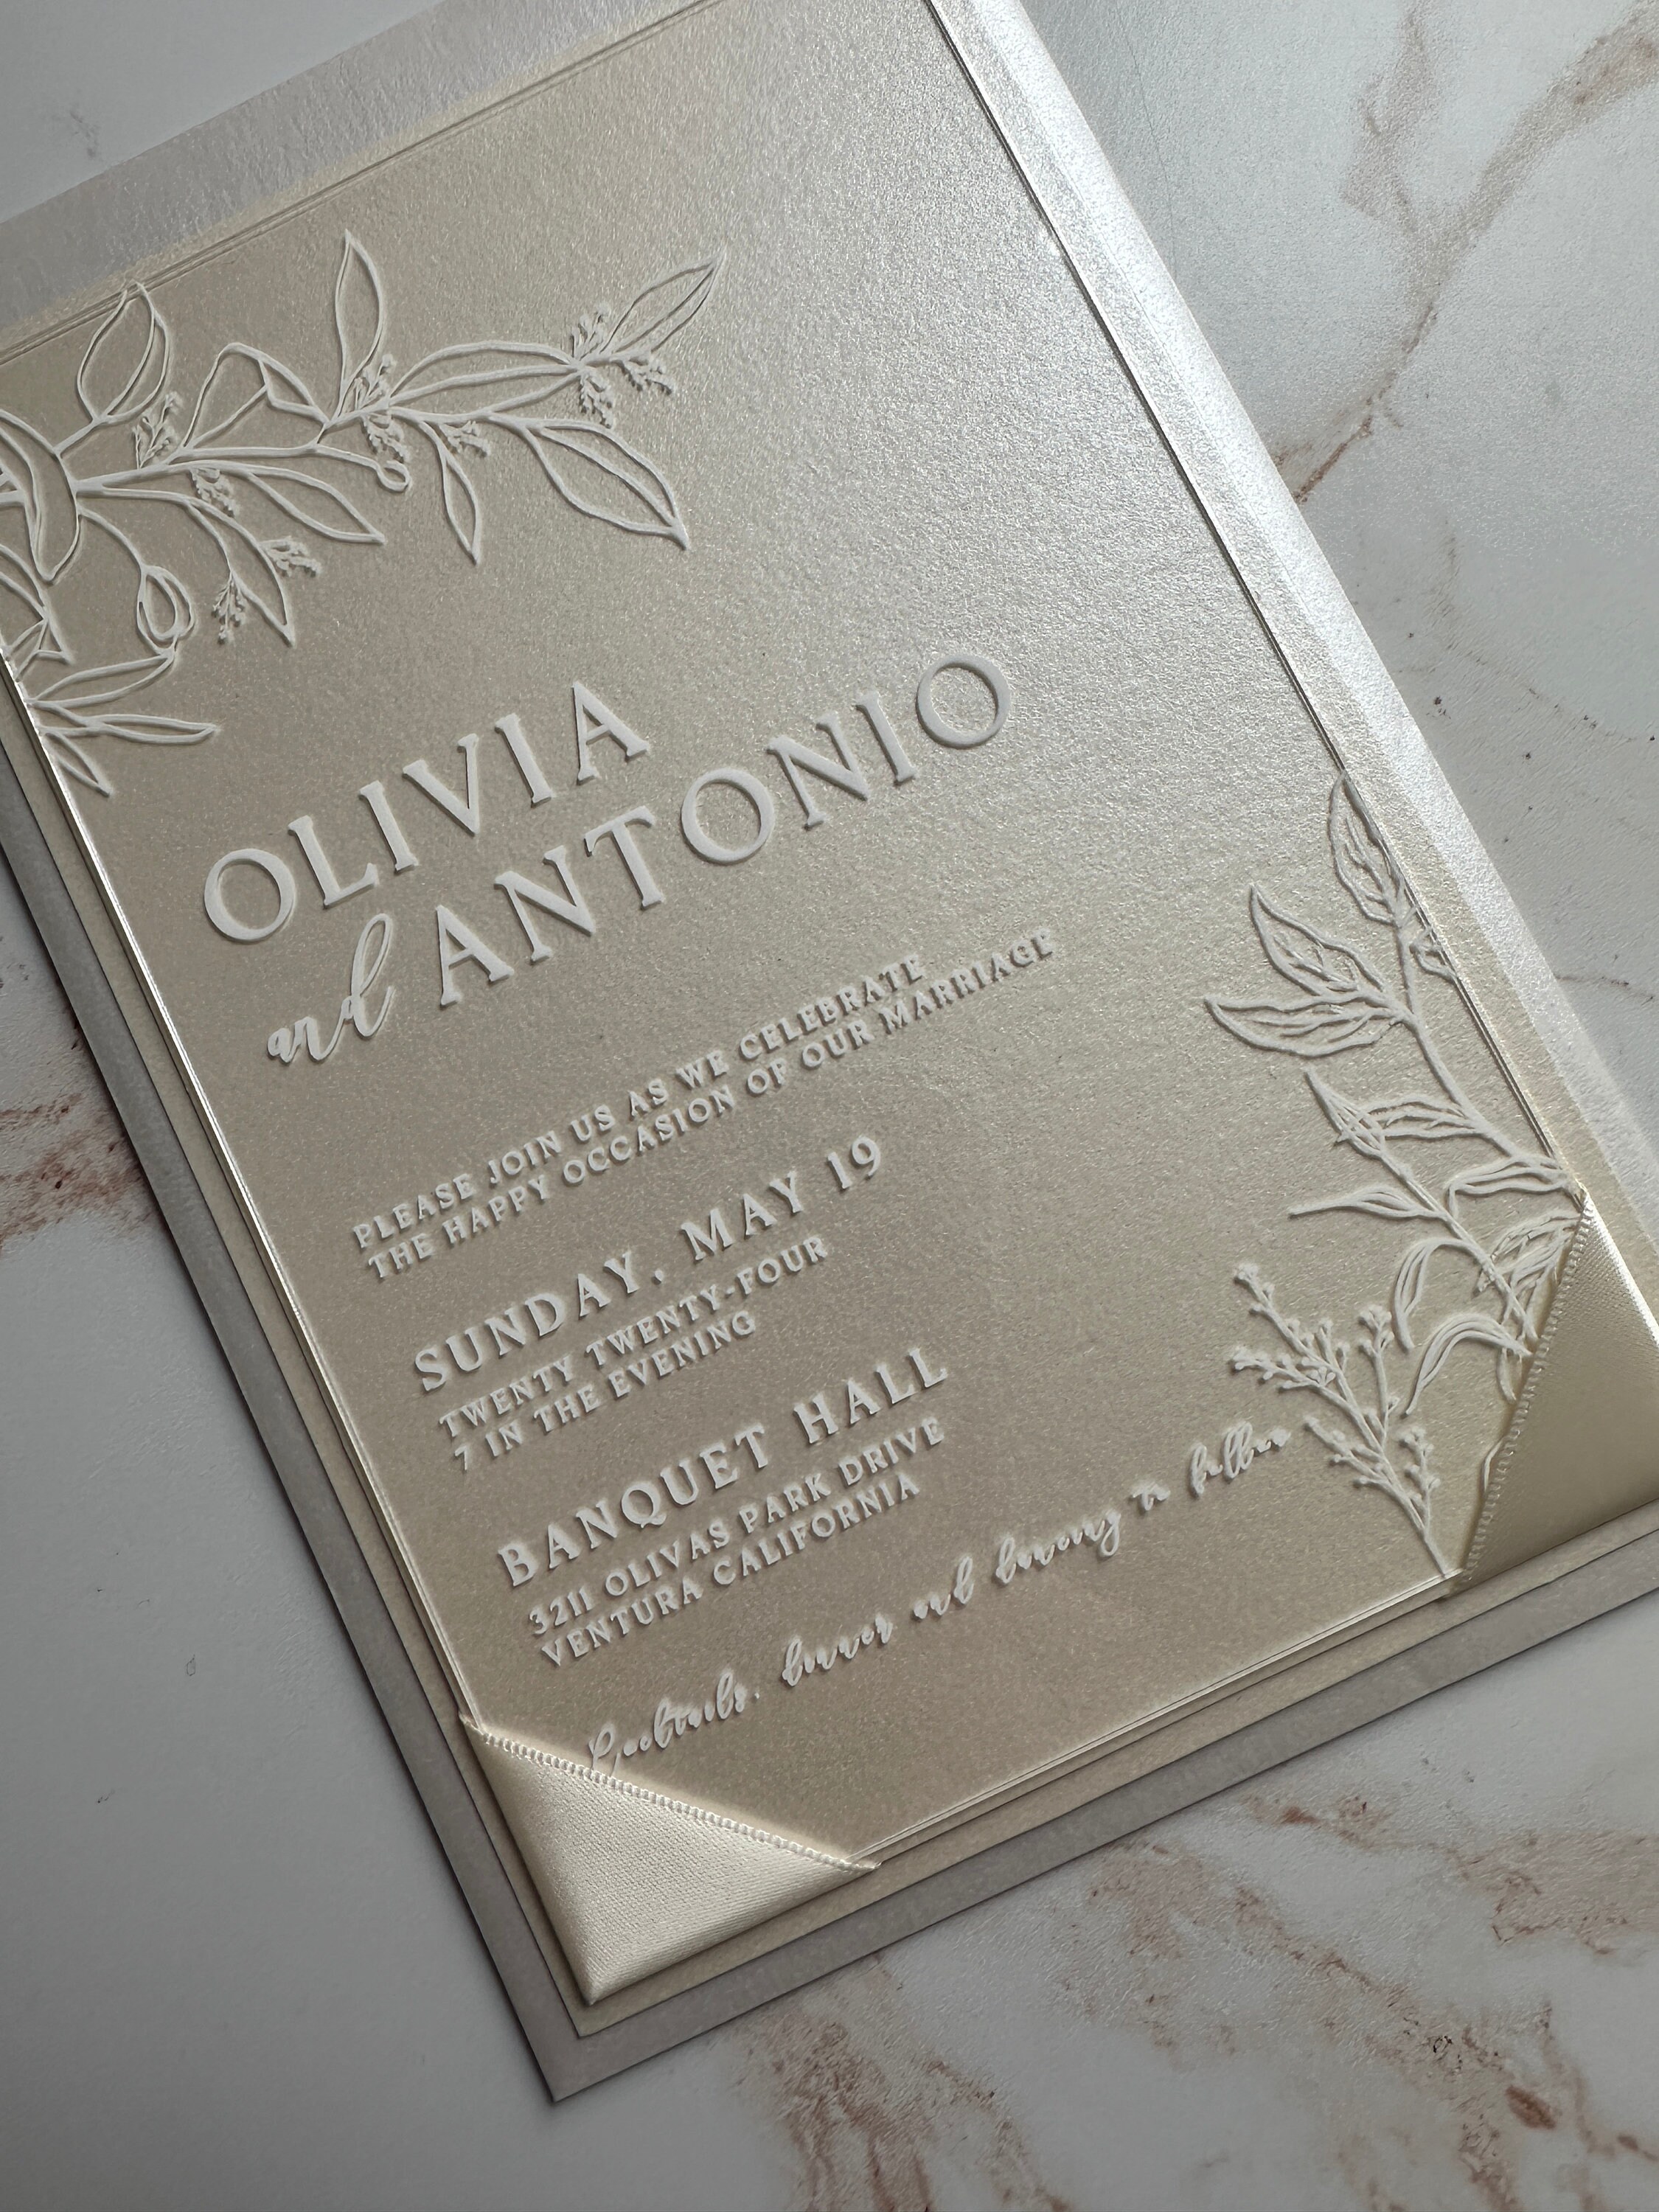 OLIVIA
and ANTONIO
PLEASE JOIN US AS WE CELEBRATE
THE HAPPY OCCASION OF OUR MARRIAGE
SUNDAY, MAY 19
TWENTY TWENTY-FOUR
7 IN THE EVENING
BANQUET HALL
3211 OLIVAS PARK DRIVE
VENTURA CALIFORNIA
Cocktails, dinner and dancing to follow